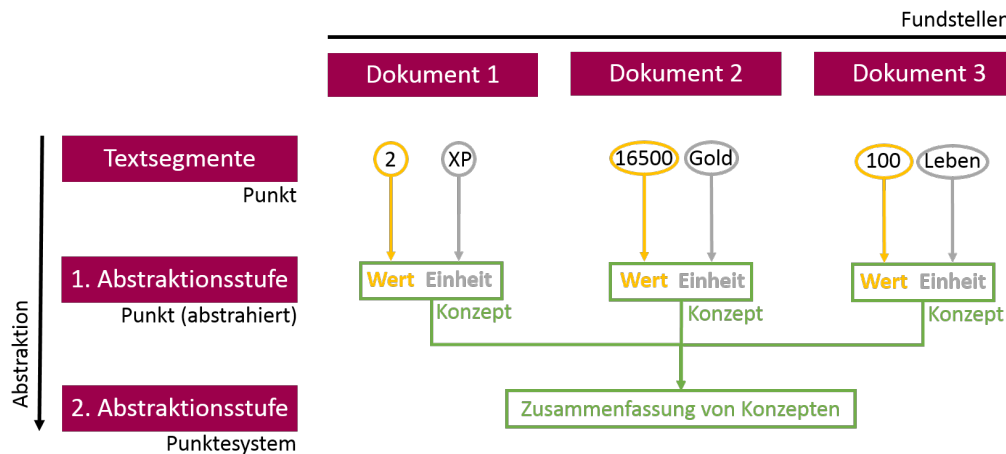 Fundsteller
Dokument 1 Dokument 2 Dokument 3
Textsegmente 2 XP 16500 Gold 100 Leben
Punkt
1. Abstraktionsstufe Wert Einheit Wert Einheit Wert Einheit
Punkt (abstrahiert) Konzept Konzept Konzept
Abstraktion
2. Abstraktionsstufe Zusammenfassung von Konzepten
Punktesystem